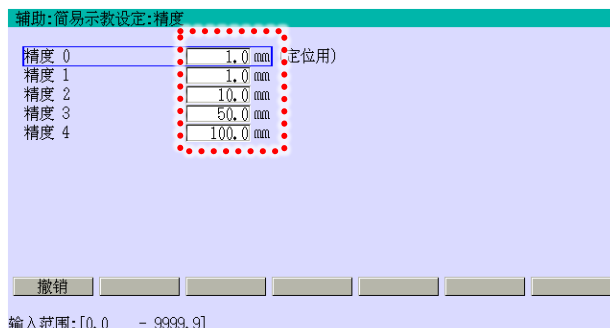 辅助:简易示教设定:精度
精度 0 1.0 mm (定位用)
精度 1 1.0 mm
精度 2 10.0 mm
精度 3 50.0 mm
精度 4 100.0 mm
撤销
输入范围:[0.0 - 9999.9]